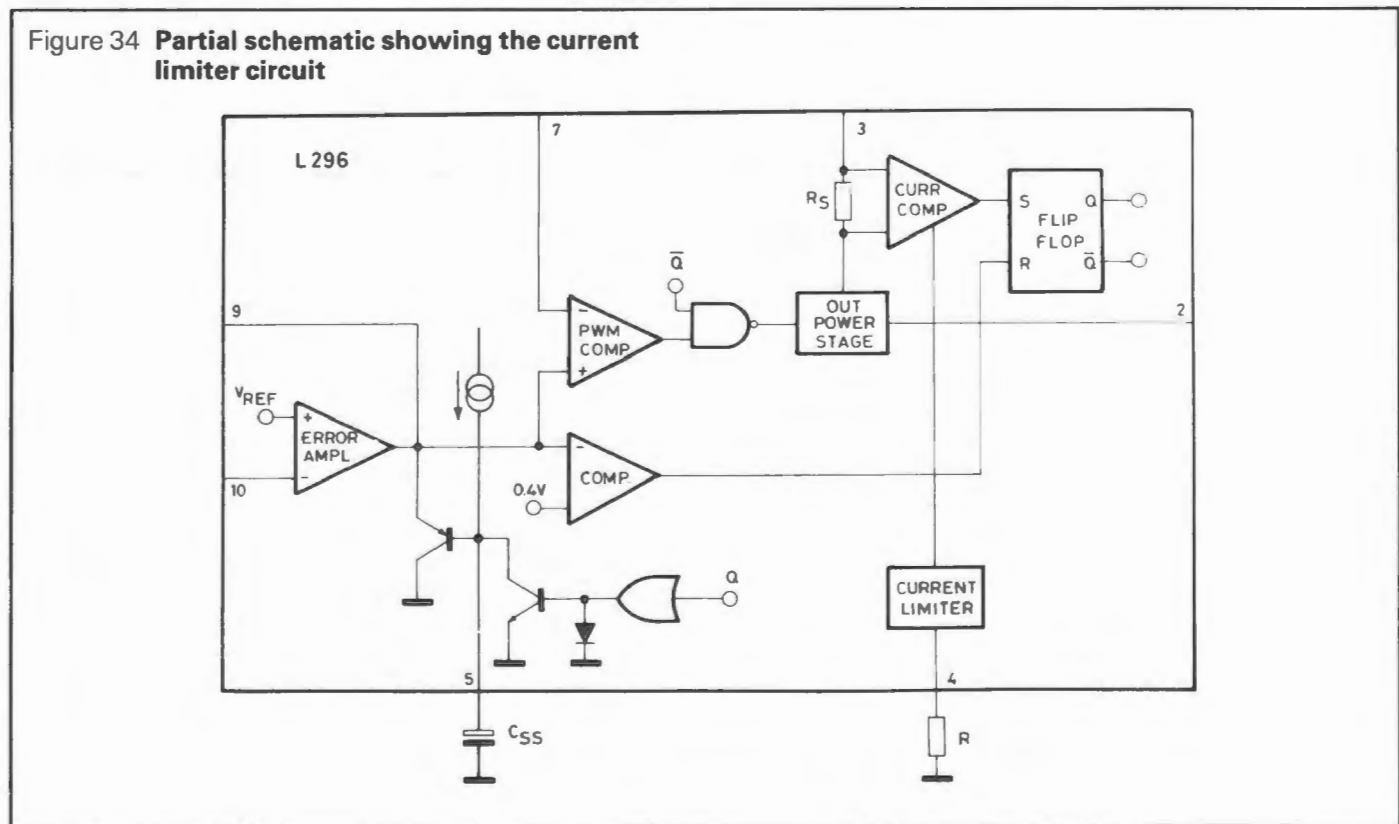 Figure 34 Partial schematic showing the current
limiter circuit
L 296
7
3
RS
CURR
COMP
S
Q
FLIP
FLOP
R
Q̅
Q̅
9
PWM
COMP
-
+
OUT
POWER
STAGE
2
VREF
+
ERROR
AMPL
-
10
-
COMP.
0.4V
Q
CURRENT
LIMITER
5
4
CSS
R